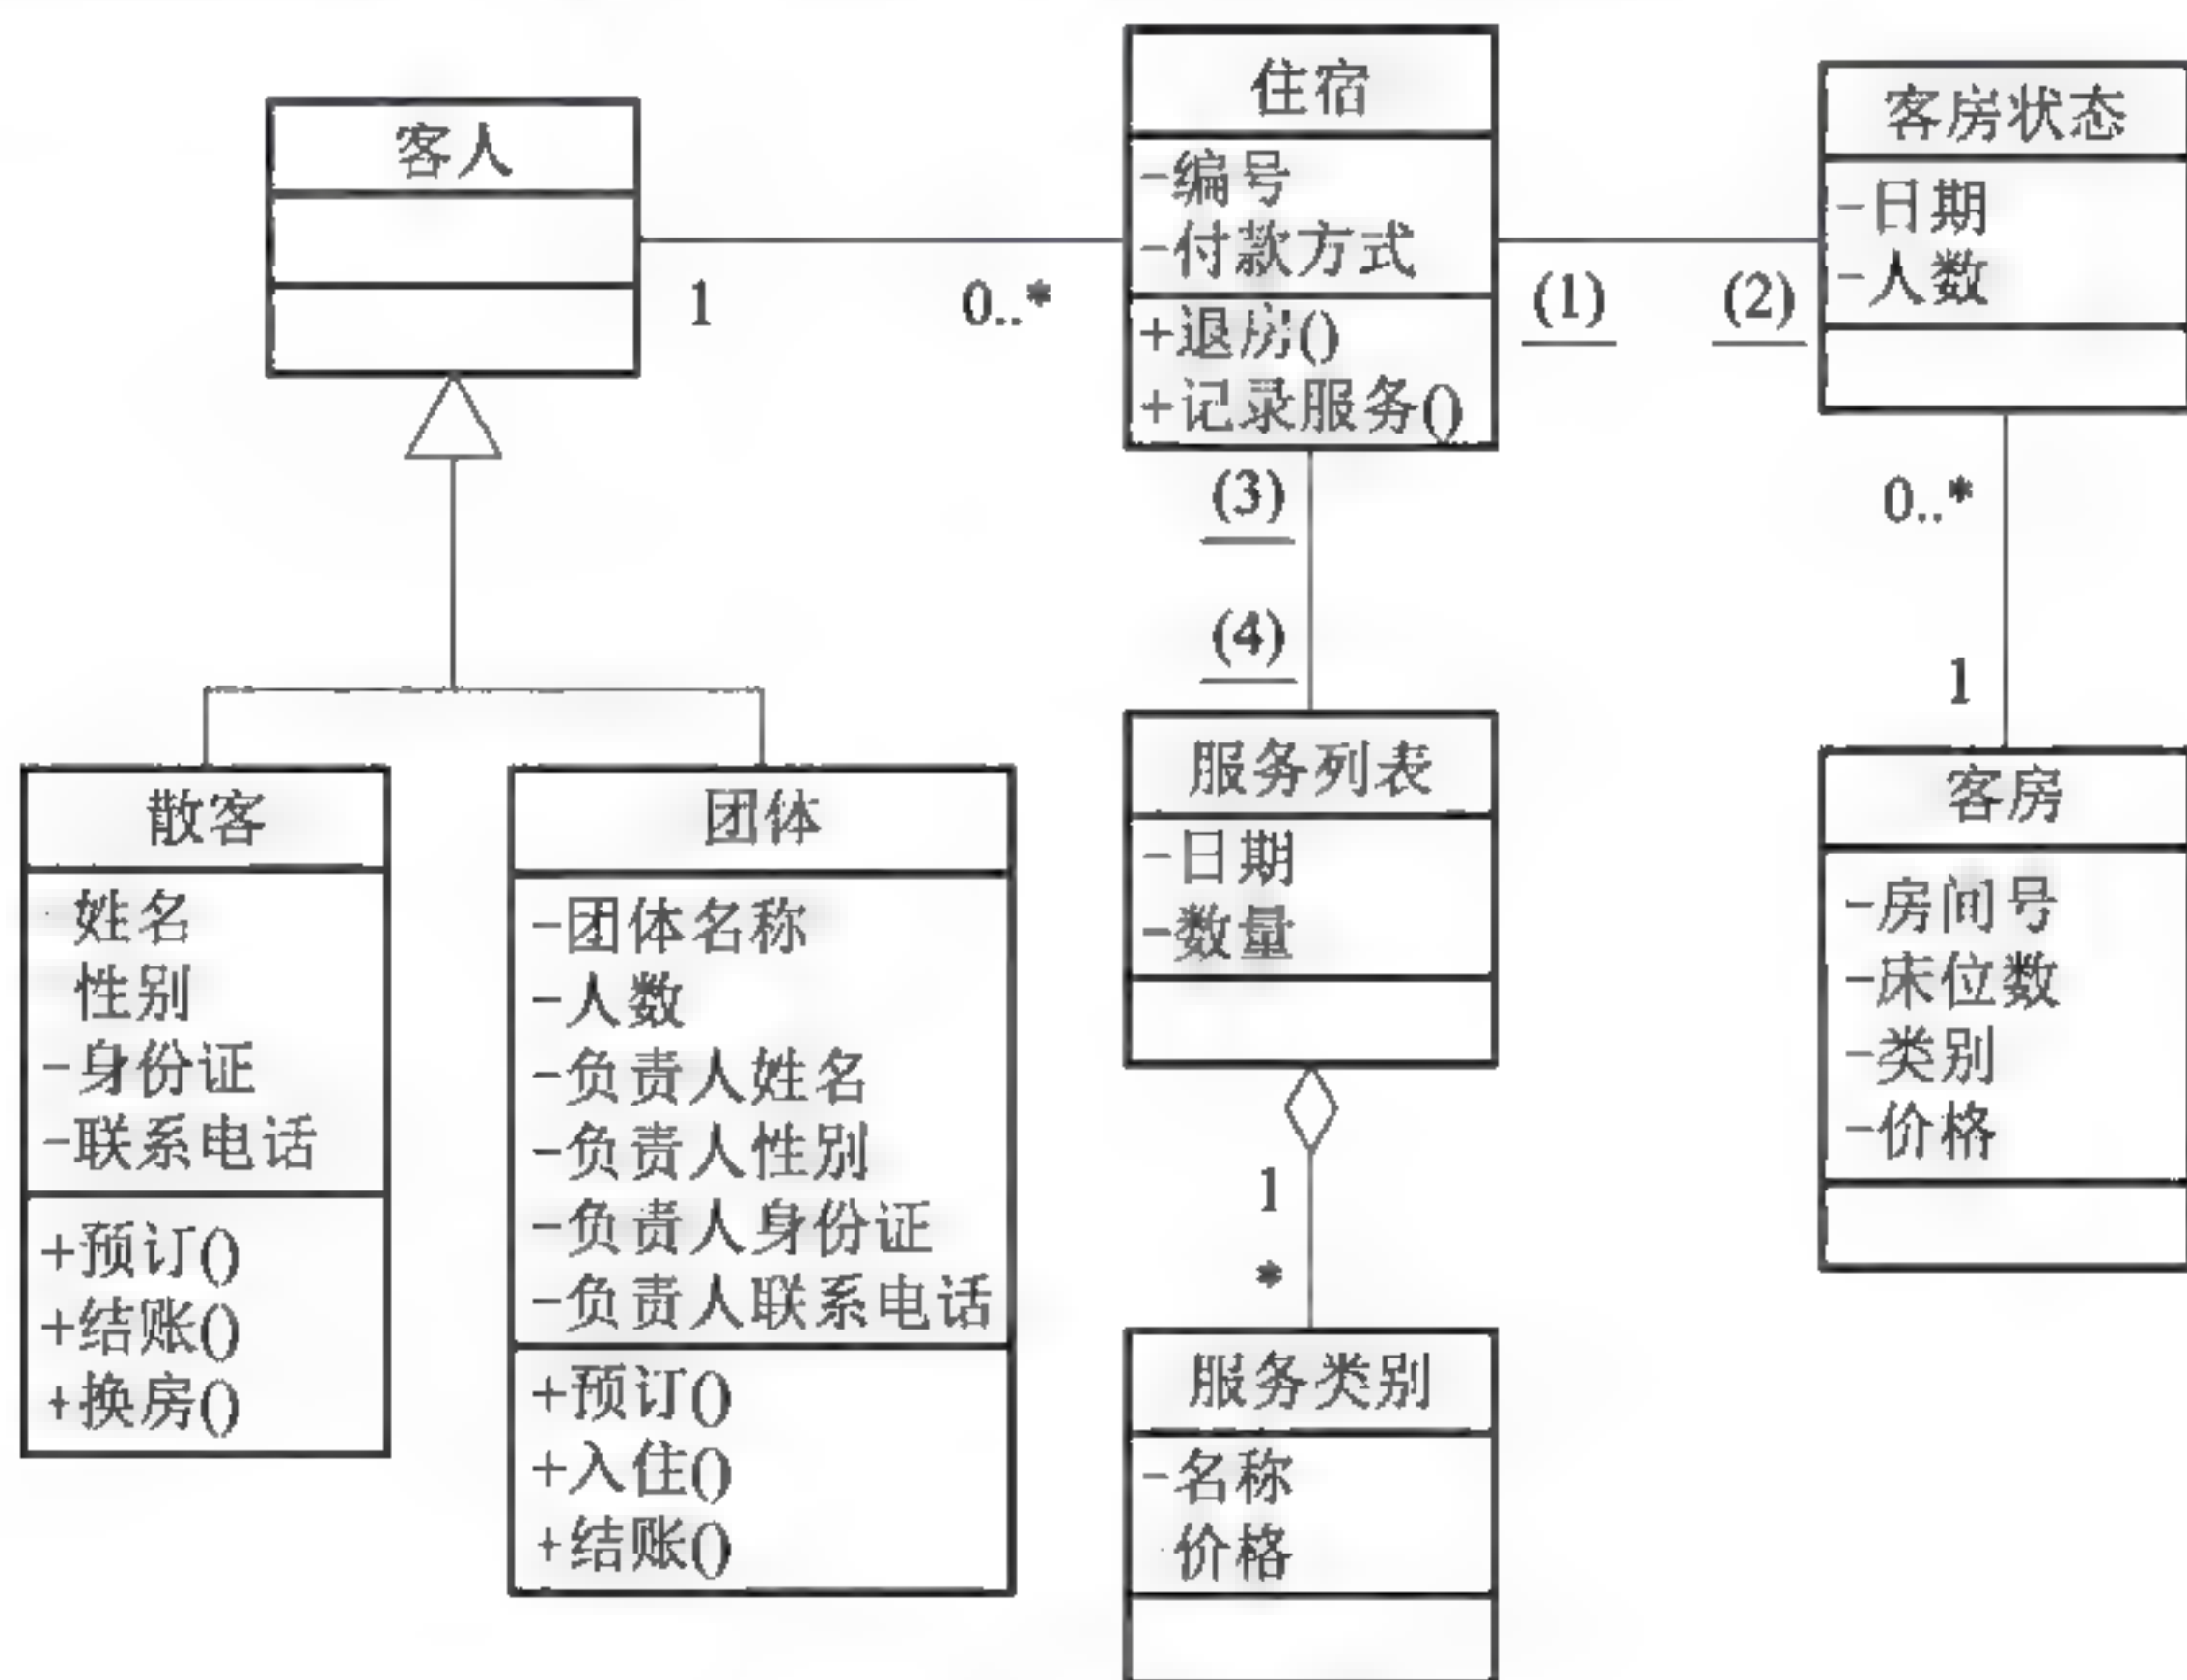 客人
1
0..*
住宿
-编号
-付款方式
+退房()
+记录服务()
(1)
(2)
客房状态
-日期
-人数
0..*
1
(3)
(4)
散客
姓名
性别
-身份证
-联系电话
+预订()
+结账()
+换房()
团体
-团体名称
-人数
-负责人姓名
-负责人性别
-负责人身份证
-负责人联系电话
+预订()
+入住()
+结账()
服务列表
-日期
-数量
1
*
服务类别
-名称
价格
客房
-房间号
-床位数
-类别
-价格